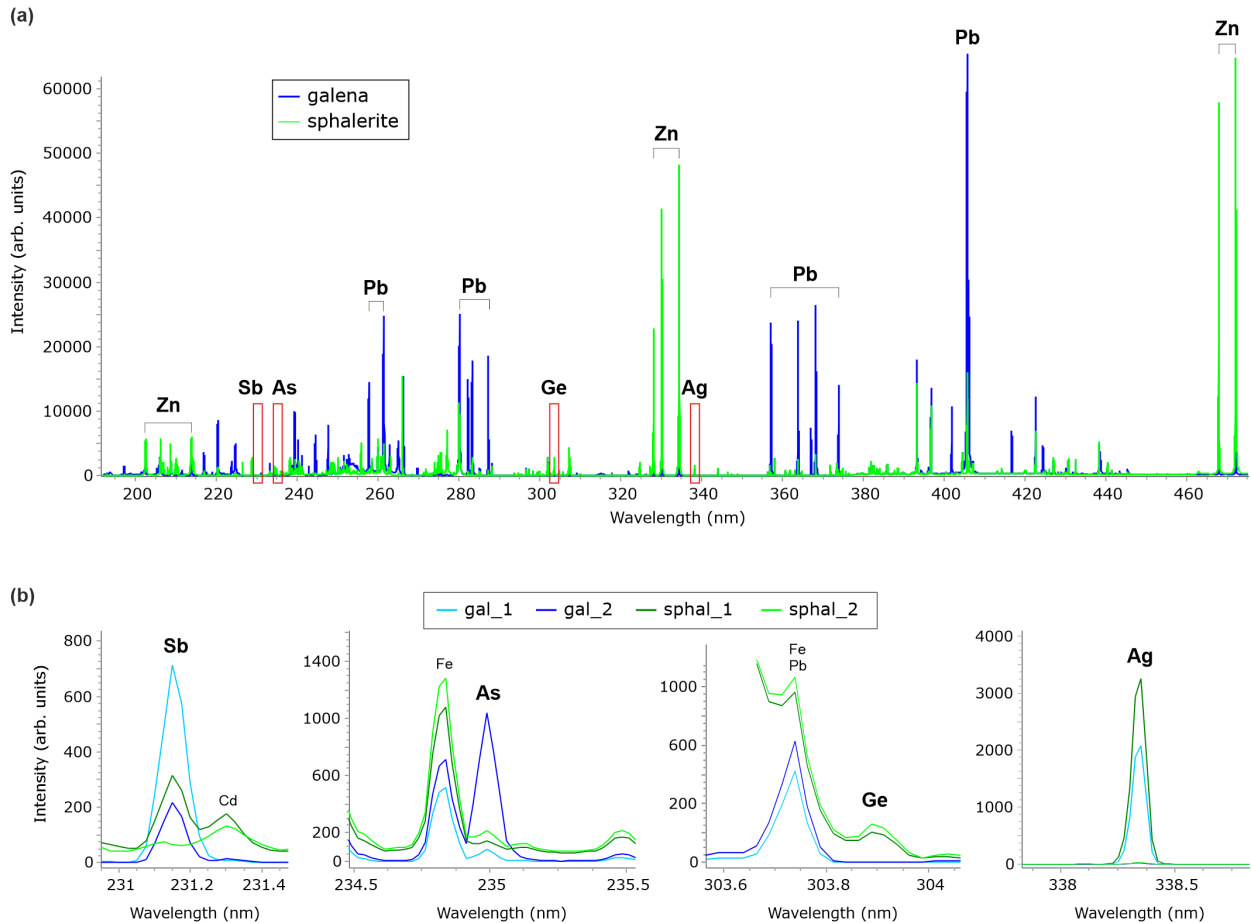 (a)
Pb
Zn
60000
galena
sphalerite
Zn
50000
40000
30000
Pb
Pb
Pb
20000
Sb
As
Ge
Ag
10000
Zn
0
Intensity (arb. units)
200
220
240
260
280
300
320
340
360
380
400
420
440
460
Wavelength (nm)
(b)
gal_1
gal_2
sphal_1
sphal_2
Intensity (arb. units)
800
600
400
200
0
Sb
Cd
231
231.2
231.4
Wavelength (nm)
1400
1000
600
200
0
Fe
As
234.5
235
235.5
Wavelength (nm)
1000
600
200
0
Fe
Pb
Ge
303.6
303.8
304
Wavelength (nm)
4000
3000
2000
1000
0
Ag
338
338.5
Wavelength (nm)